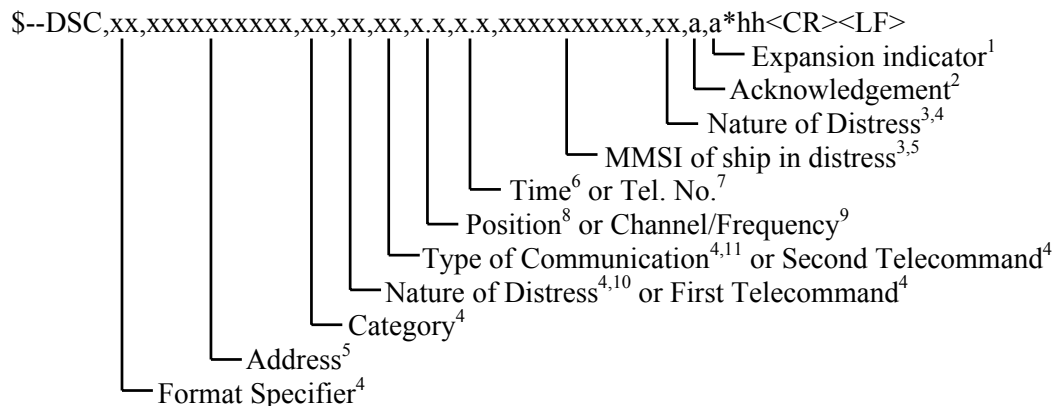 $--DSC,xx,xxxxxxxxxx,xx,xx,xx,x.x,x.x,xxxxxxxxxx,xx,a,a*hh<CR><LF>
Expansion indicator¹
Acknowledgement²
Nature of Distress³,⁴
MMSI of ship in distress³,⁵
Time⁶ or Tel. No.⁷
Position⁸ or Channel/Frequency⁹
Type of Communication⁴,¹¹ or Second Telecommand⁴
Nature of Distress⁴,¹⁰ or First Telecommand⁴
Category⁴
Address⁵
Format Specifier⁴